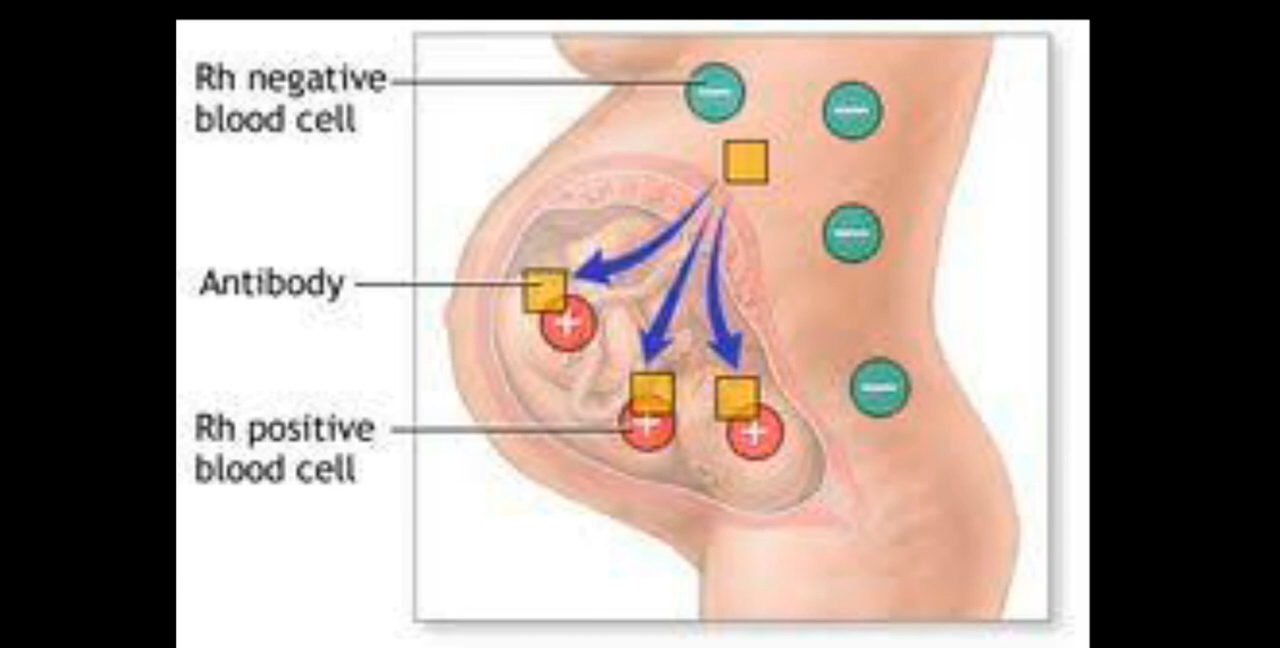 Rh negative
blood cell
Antibody
Rh positive
blood cell